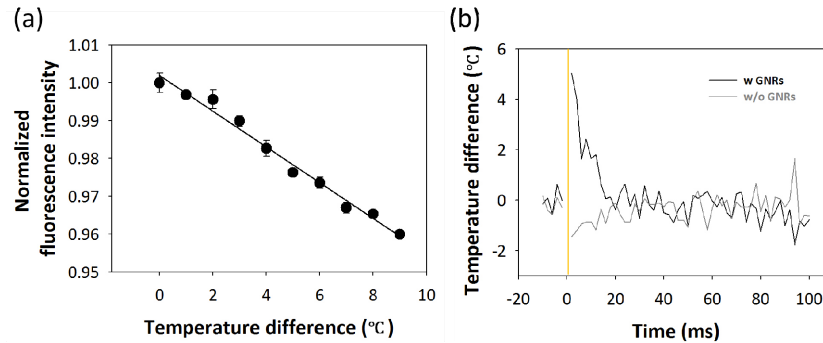 (a)
1.01
1.00
0.99
0.98
0.97
0.96
0.95
Normalized
fluorescence intensity
0 2 4 6 8 10
Temperature difference (℃)
(b)
6
4
2
0
-2
Temperature difference (℃)
w GNRs
w/o GNRs
-20 0 20 40 60 80 100
Time (ms)